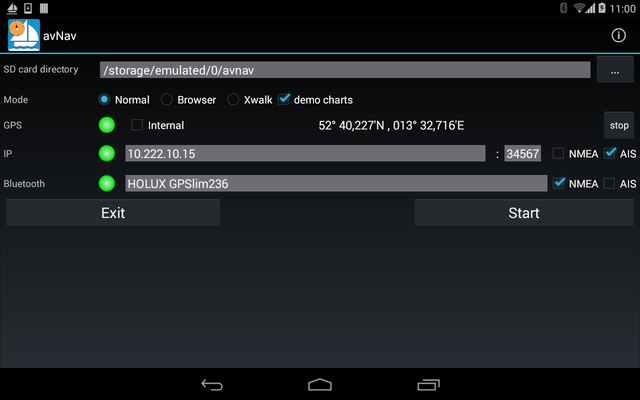 11:00
avNav
SD card directory /storage/emulated/0/avnav ...
Mode Normal Browser Xwalk demo charts
GPS Internal 52° 40,227'N , 013° 32,716'E stop
IP 10.222.10.15 : 34567 NMEA AIS
Bluetooth HOLUX GPSlim236 NMEA AIS
Exit Start